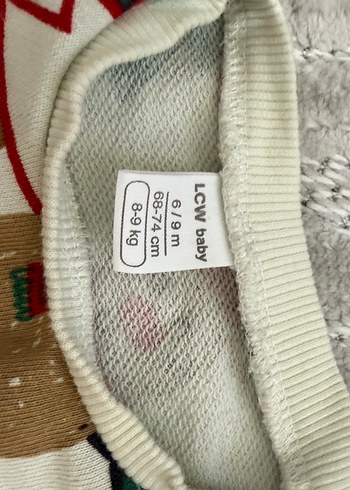 LCW baby
6 / 9 m
68-74 cm
8-9 kg